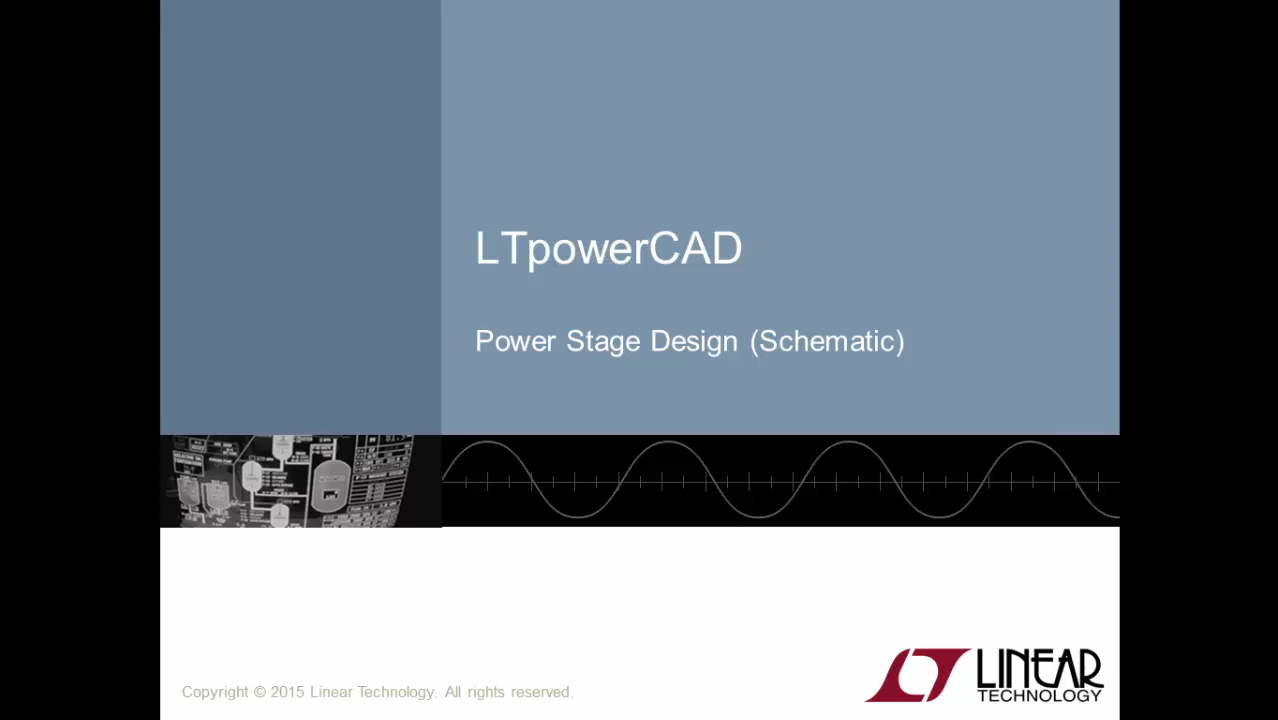 LTpowerCAD
Power Stage Design (Schematic)
Copyright © 2015 Linear Technology. All rights reserved.
LINEAR
TECHNOLOGY